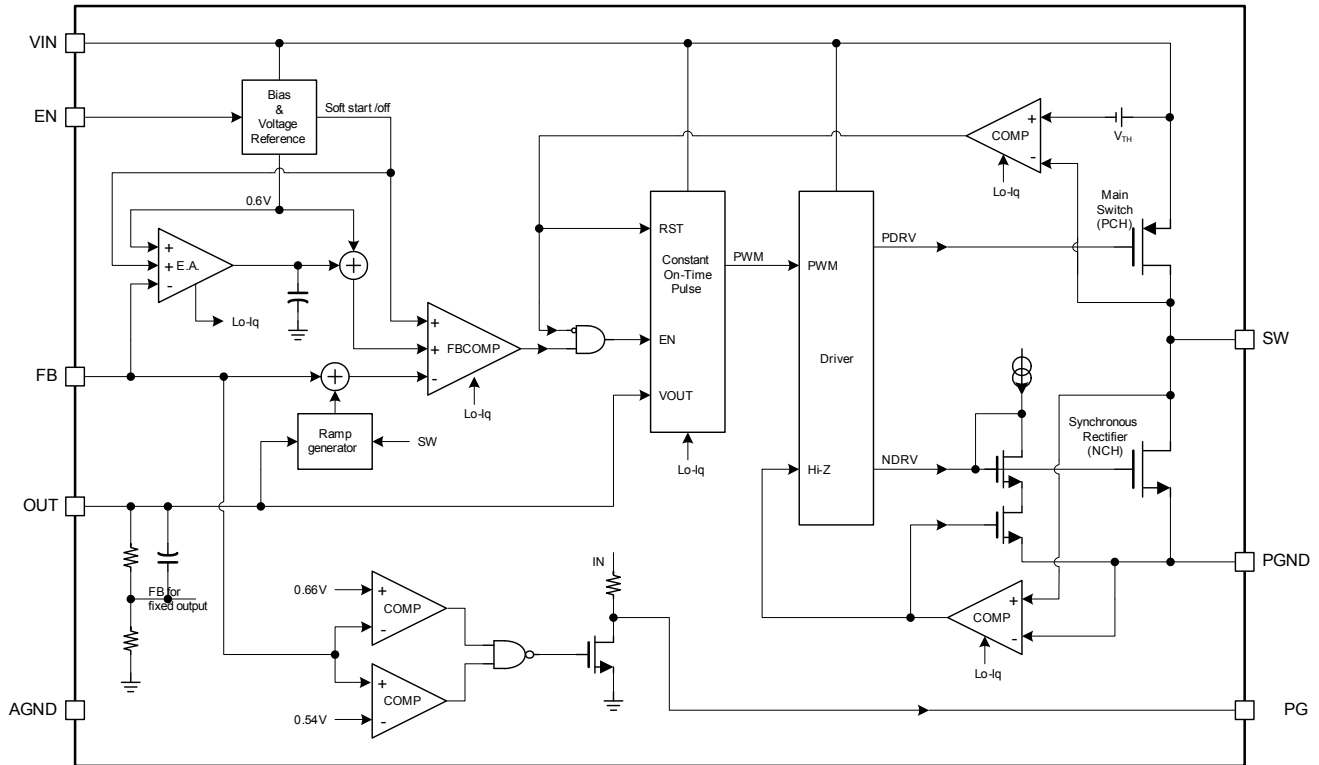 VIN
EN
Bias
&
Voltage
Reference
Soft start /off
COMP
+
-
VTH
Lo-Iq
Main
Switch
(PCH)
0.6V
+
+
-
E.A.
Lo-Iq
+
RST
Constant
On-Time
Pulse
EN
VOUT
Lo-Iq
PWM
PWM
Driver
Hi-Z
PDRV
NDRV
+
+
-
FBCOMP
Lo-Iq
SW
FB
+
Ramp
generator
SW
Synchronous
Rectifier
(NCH)
OUT
FB for
fixed output
IN
PGND
0.66V
+
-
COMP
+
-
COMP
0.54V
COMP
+
-
Lo-Iq
AGND
PG